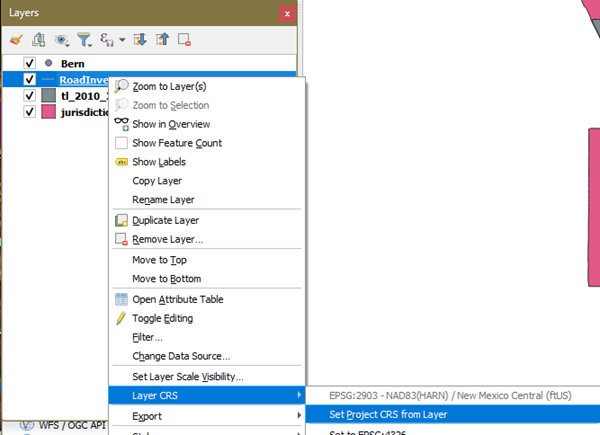 Layers
x
Bern
RoadInve
tl_2010_
jurisdictio
Zoom to Layer(s)
Zoom to Selection
Show in Overview
Show Feature Count
abc Show Labels
Copy Layer
Rename Layer
Duplicate Layer
Remove Layer...
Move to Top
Move to Bottom
Open Attribute Table
Toggle Editing
Filter...
Change Data Source...
Set Layer Scale Visibility...
Layer CRS
EPSG:2903 - NAD83(HARN) / New Mexico Central (ftUS)
Export
Set Project CRS from Layer
WFS / OGC API
Set to EPSG:4326